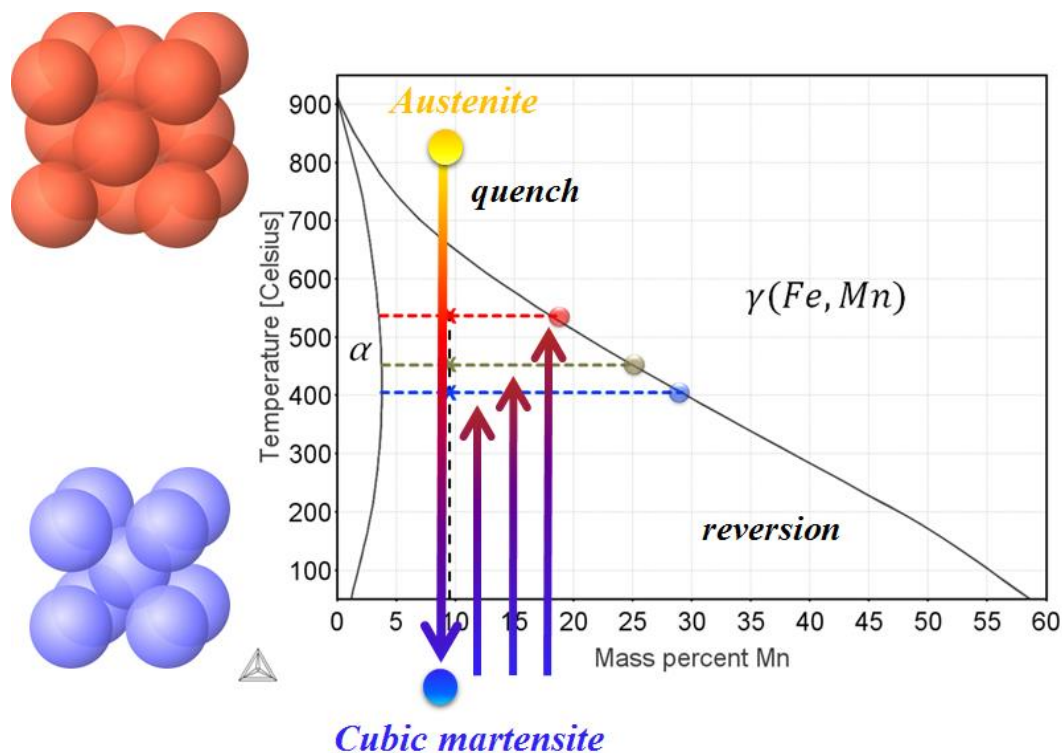 Austenite
quench
γ(Fe, Mn)
α
reversion
Temperature [Celsius]
900
800
700
600
500
400
300
200
100
0 5 10 15 20 25 30 35 40 45 50 55 60
Mass percent Mn
Cubic martensite